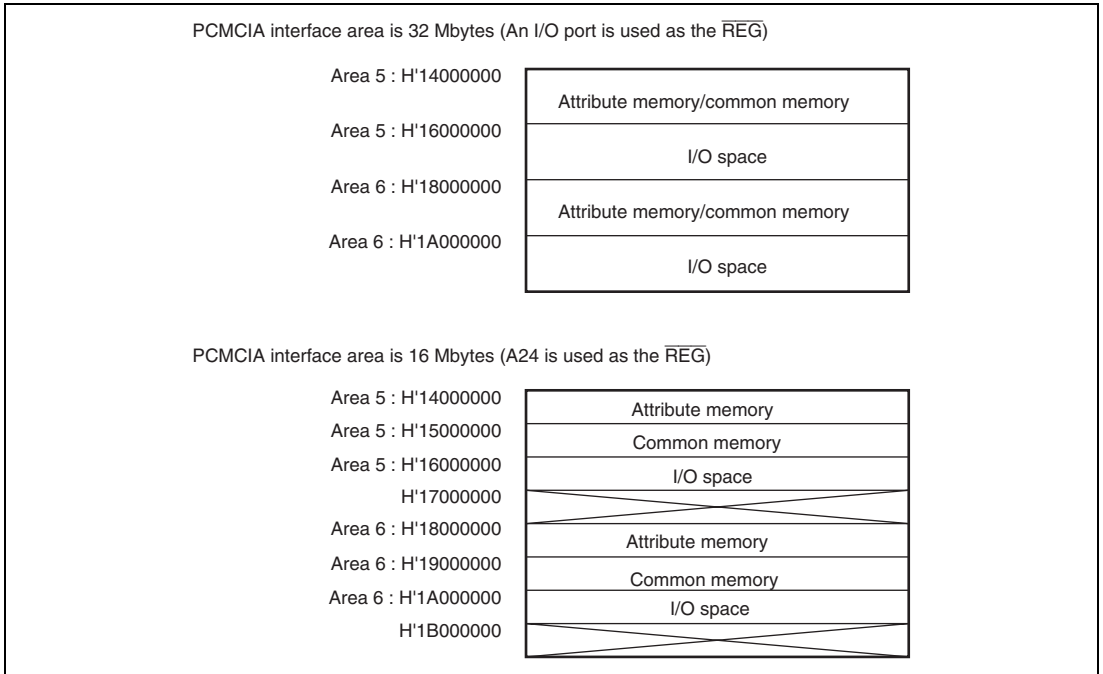 PCMCIA interface area is 32 Mbytes (An I/O port is used as the R̅E̅G̅)
Area 5 : H'14000000
Attribute memory/common memory
Area 5 : H'16000000
I/O space
Area 6 : H'18000000
Attribute memory/common memory
Area 6 : H'1A000000
I/O space
PCMCIA interface area is 16 Mbytes (A24 is used as the R̅E̅G̅)
Area 5 : H'14000000
Attribute memory
Area 5 : H'15000000
Common memory
Area 5 : H'16000000
I/O space
H'17000000
Area 6 : H'18000000
Attribute memory
Area 6 : H'19000000
Common memory
Area 6 : H'1A000000
I/O space
H'1B000000